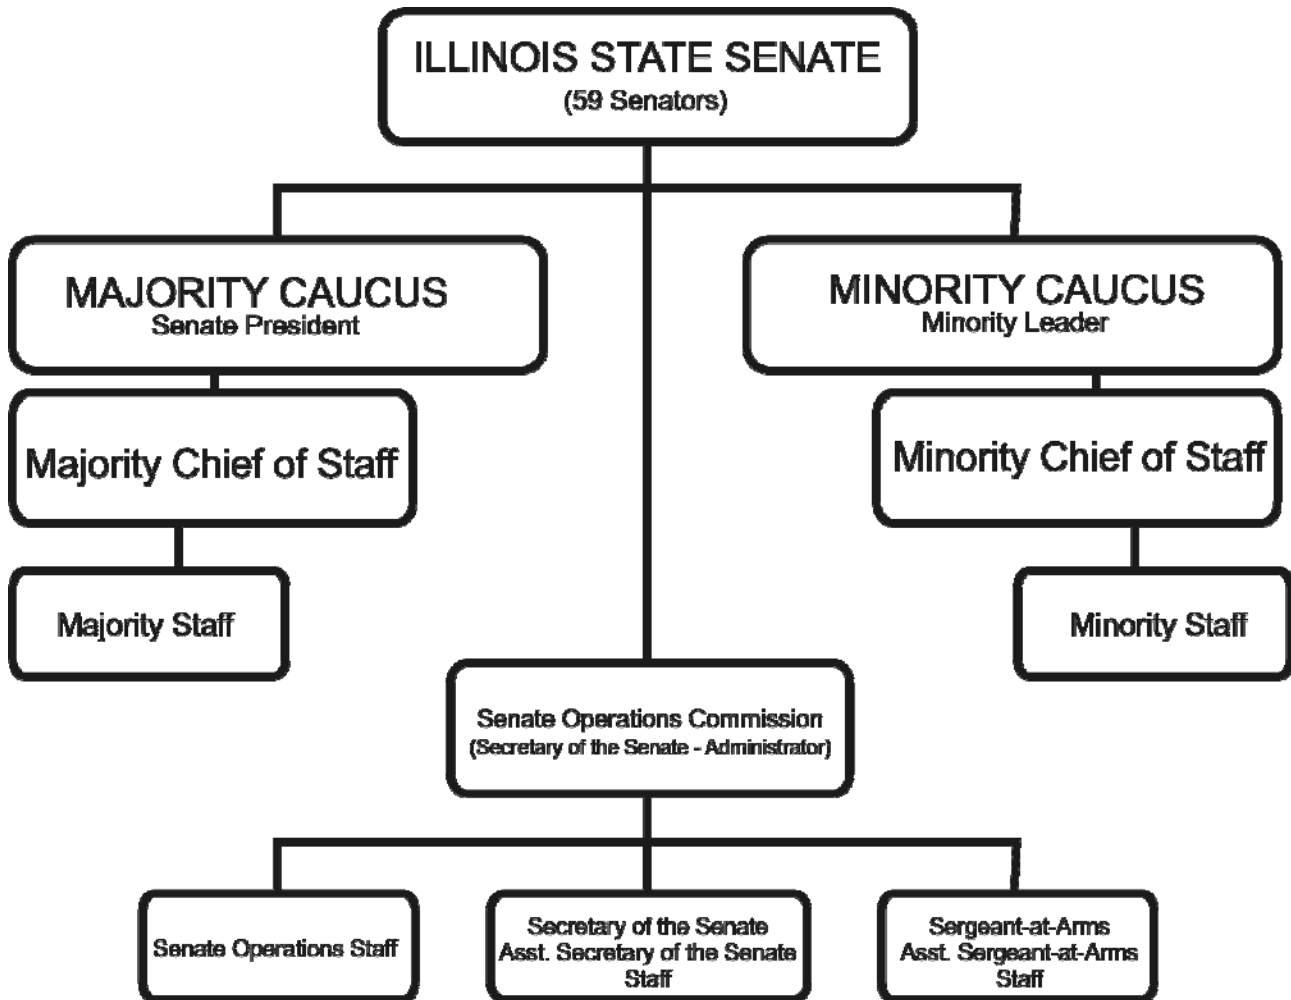 ILLINOIS STATE SENATE
(59 Senators)
MAJORITY CAUCUS
Senate President
MINORITY CAUCUS
Minority Leader
Majority Chief of Staff
Minority Chief of Staff
Majority Staff
Minority Staff
Senate Operations Commission
(Secretary of the Senate - Administrator)
Senate Operations Staff
Secretary of the Senate
Asst. Secretary of the Senate
Staff
Sergeant-at-Arms
Asst. Sergeant-at-Arms
Staff